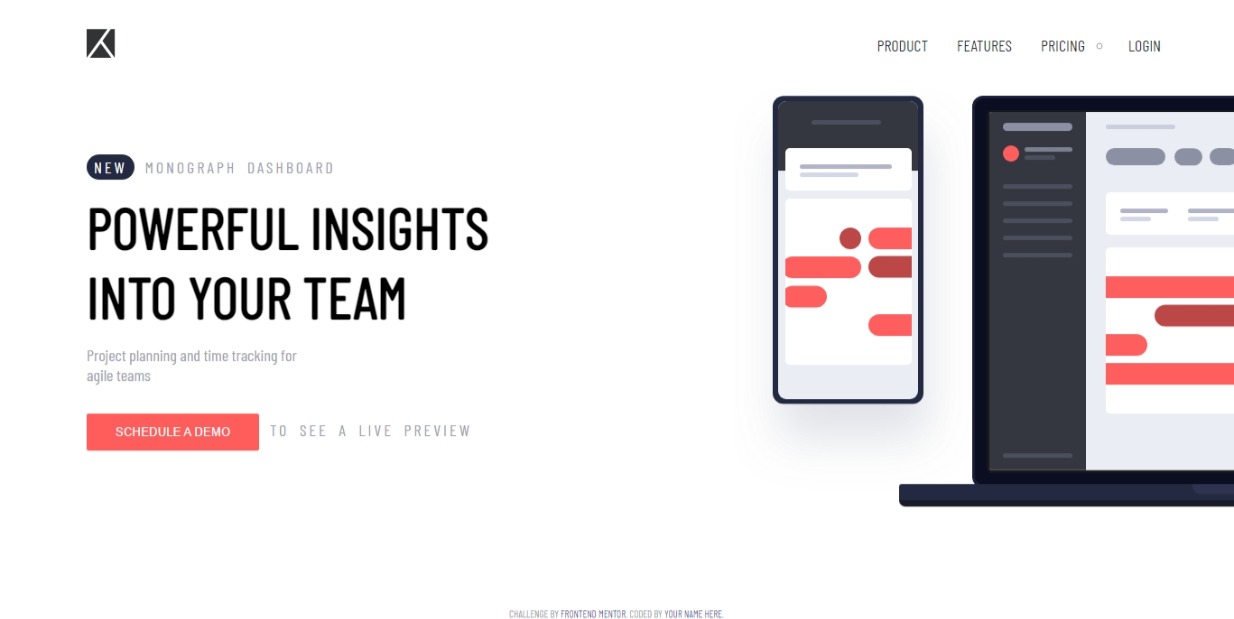 PRODUCT FEATURES PRICING LOGIN
NEW MONOGRAPH DASHBOARD
POWERFUL INSIGHTS
INTO YOUR TEAM
Project planning and time tracking for
agile teams
SCHEDULE A DEMO TO SEE A LIVE PREVIEW
CHALLENGE BY FRONTEND MENTOR. CODED BY YOUR NAME HERE.